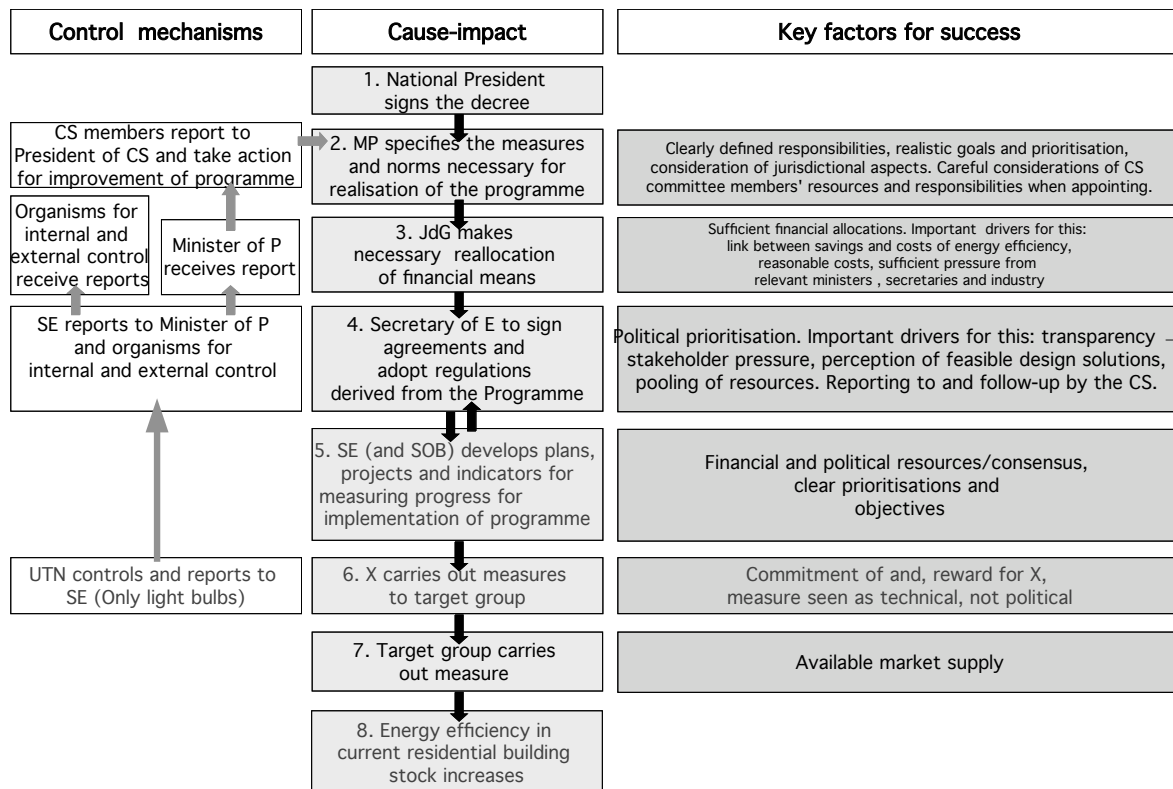 Control mechanisms
Cause-impact
Key factors for success
1. National President
signs the decree
CS members report to
President of CS and take action
for improvement of programme
2. MP specifies the measures
and norms necessary for
realisation of the programme
Clearly defined responsibilities, realistic goals and prioritisation,
consideration of jurisdictional aspects. Careful considerations of CS
committee members' resources and responsibilities when appointing.
Organisms for
internal and
external control
receive reports
Minister of P
receives report
3. JdG makes
necessary reallocation
of financial means
Sufficient financial allocations. Important drivers for this:
link between savings and costs of energy efficiency,
reasonable costs, sufficient pressure from
relevant ministers , secretaries and industry
SE reports to Minister of P
and organisms for
internal and external control
4. Secretary of E to sign
agreements and
adopt regulations
derived from the Programme
Political prioritisation. Important drivers for this: transparency
stakeholder pressure, perception of feasible design solutions,
pooling of resources. Reporting to and follow-up by the CS.
5. SE (and SOB) develops plans,
projects and indicators for
measuring progress for
implementation of programme
Financial and political resources/consensus,
clear prioritisations and
objectives
UTN controls and reports to
SE (Only light bulbs)
6. X carries out measures
to target group
Commitment of and, reward for X,
measure seen as technical, not political
7. Target group carries
out measure
Available market supply
8. Energy efficiency in
current residential building
stock increases